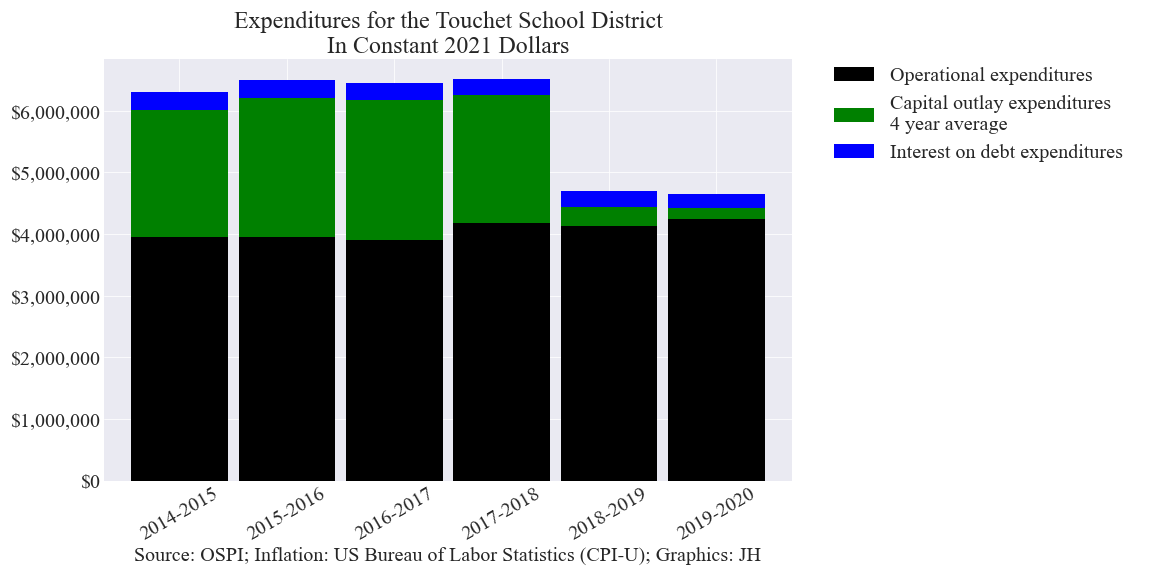 Expenditures for the Touchet School District
In Constant 2021 Dollars
Operational expenditures
Capital outlay expenditures
4 year average
Interest on debt expenditures
$6,000,000
$5,000,000
$4,000,000
$3,000,000
$2,000,000
$1,000,000
$0
2014-2015
2015-2016
2016-2017
2017-2018
2018-2019
2019-2020
Source: OSPI; Inflation: US Bureau of Labor Statistics (CPI-U); Graphics: JH